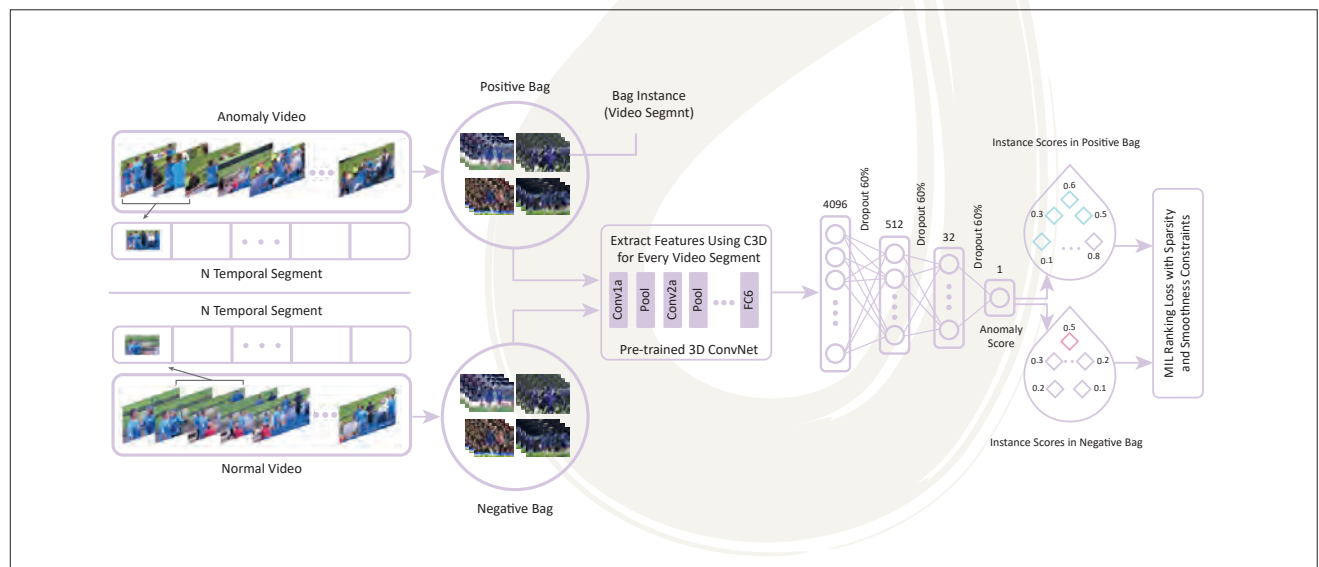 Positive Bag
Bag Instance
(Video Segmnt)
Anomaly Video
N Temporal Segment
N Temporal Segment
Normal Video
Negative Bag
Extract Features Using C3D
for Every Video Segment
Conv1a
Pool
Conv2a
Pool
FC6
Pre-trained 3D ConvNet
4096
Dropout 60%
512
Dropout 60%
32
Dropout 60%
1
Anomaly
Score
Instance Scores in Positive Bag
0.6
0.3
0.5
0.1
0.8
0.5
0.3
0.2
0.2
0.1
Instance Scores in Negative Bag
MIL Ranking Loss with Sparsity
and Smoothness Constraints